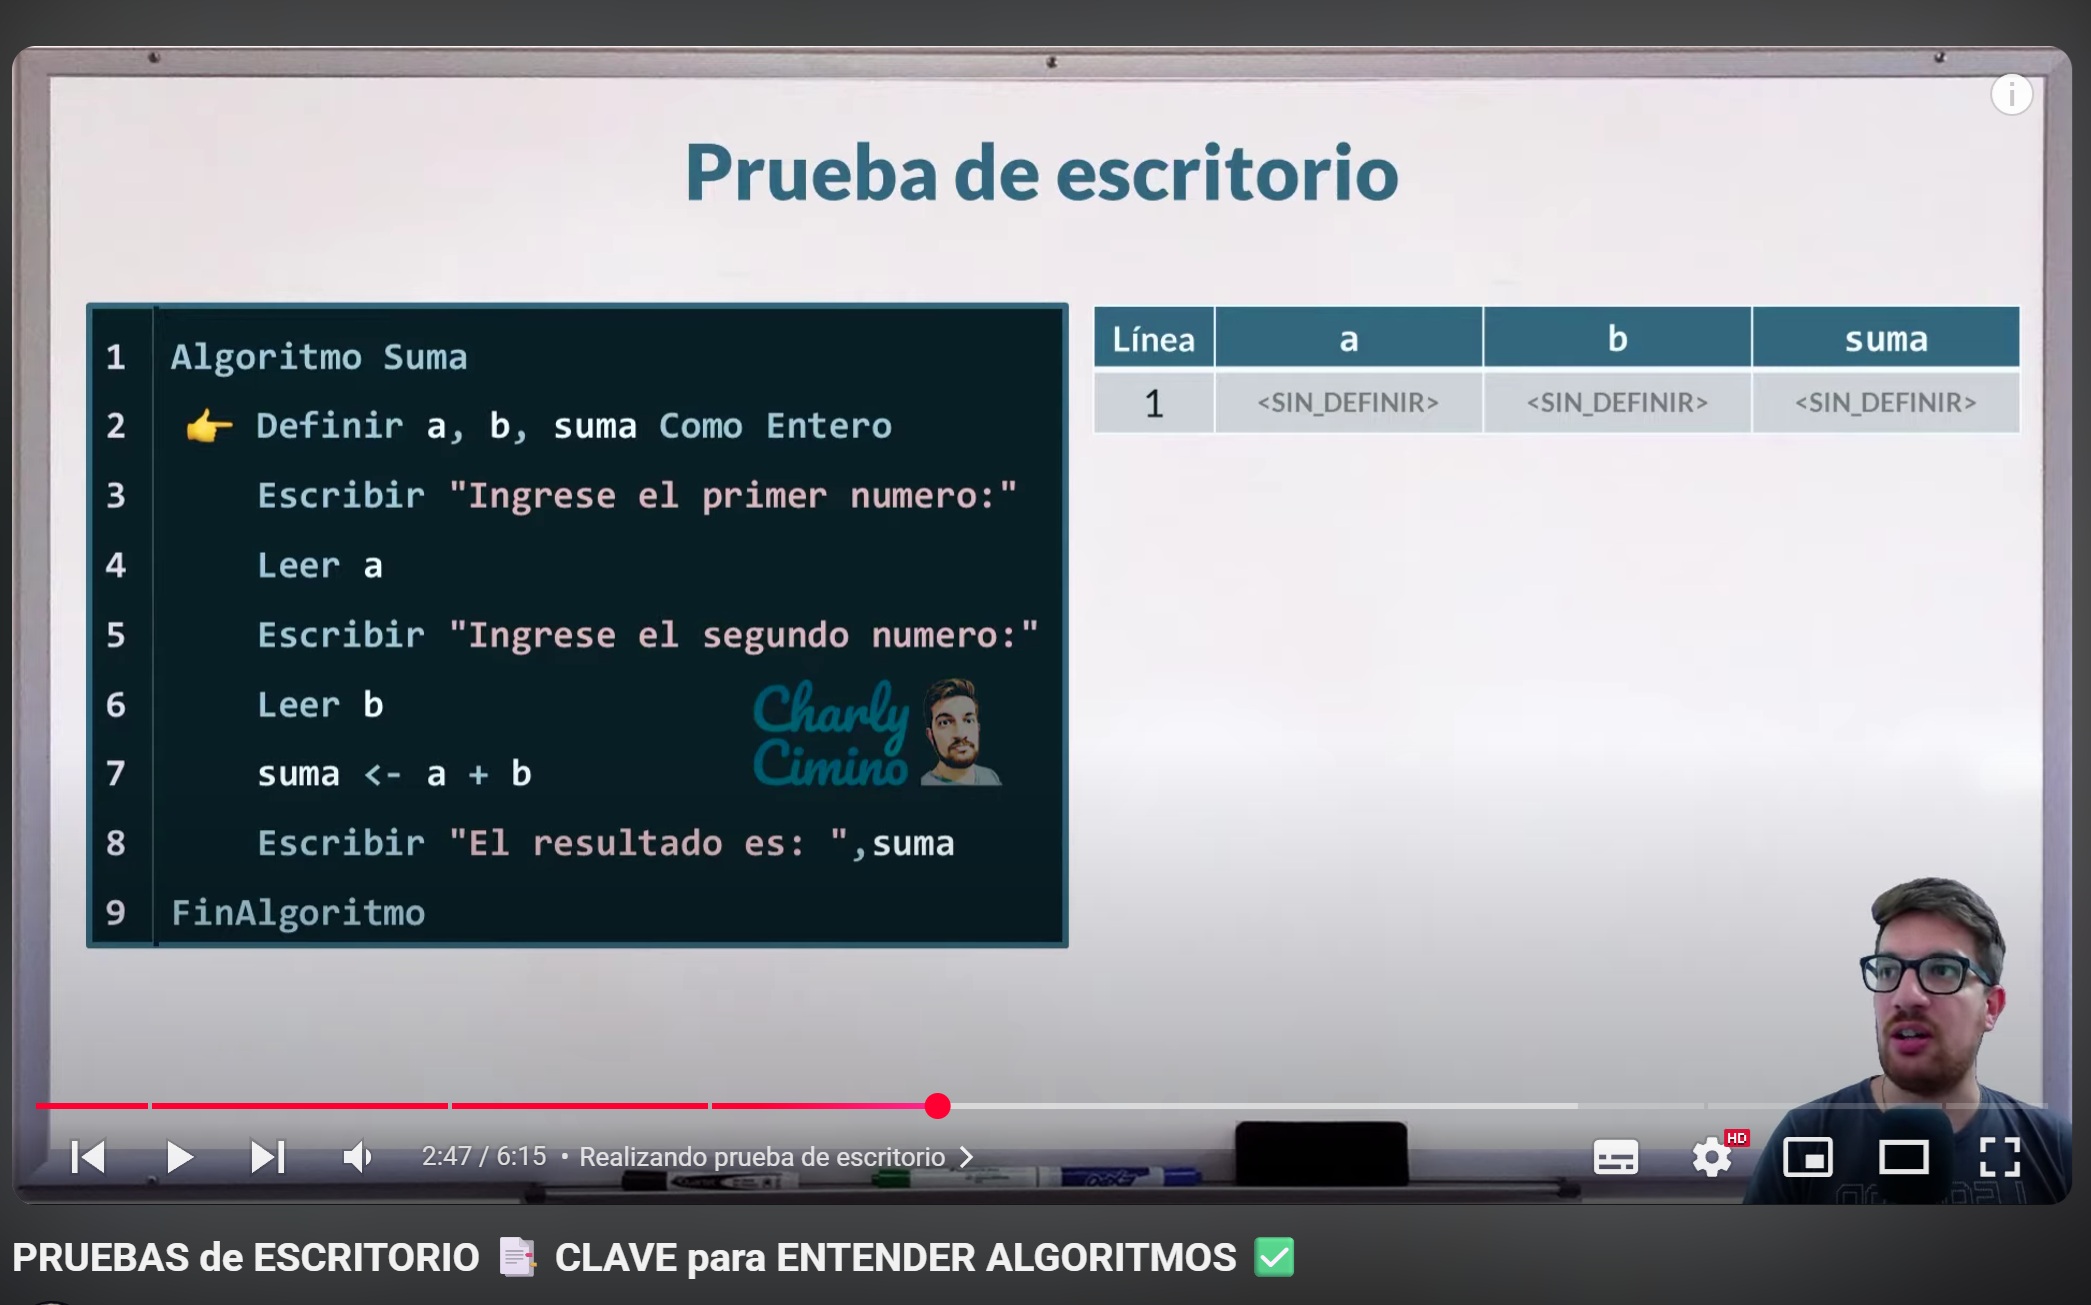 Prueba de escritorio
1 Algoritmo Suma
2 👉 Definir a, b, suma Como Entero
3 Escribir "Ingrese el primer numero:"
4 Leer a
5 Escribir "Ingrese el segundo numero:"
6 Leer b
7 suma <- a + b
8 Escribir "El resultado es: ",suma
9 FinAlgoritmo
Charly
Cimino
Línea a b suma
1 <SIN_DEFINIR> <SIN_DEFINIR> <SIN_DEFINIR>
i
2:47 / 6:15 • Realizando prueba de escritorio
HD
PRUEBAS de ESCRITORIO 📑 CLAVE para ENTENDER ALGORITMOS ✅